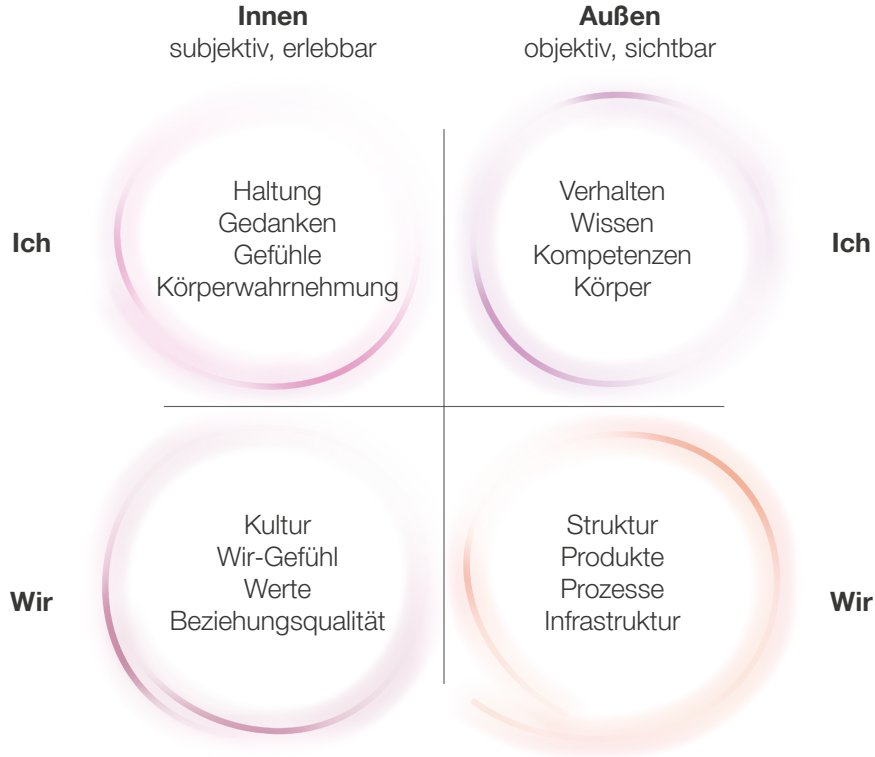 Innen
subjektiv, erlebbar
Außen
objektiv, sichtbar
Ich
Haltung
Gedanken
Gefühle
Körperwahrnehmung
Verhalten
Wissen
Kompetenzen
Körper
Ich
Wir
Kultur
Wir-Gefühl
Werte
Beziehungsqualität
Struktur
Produkte
Prozesse
Infrastruktur
Wir